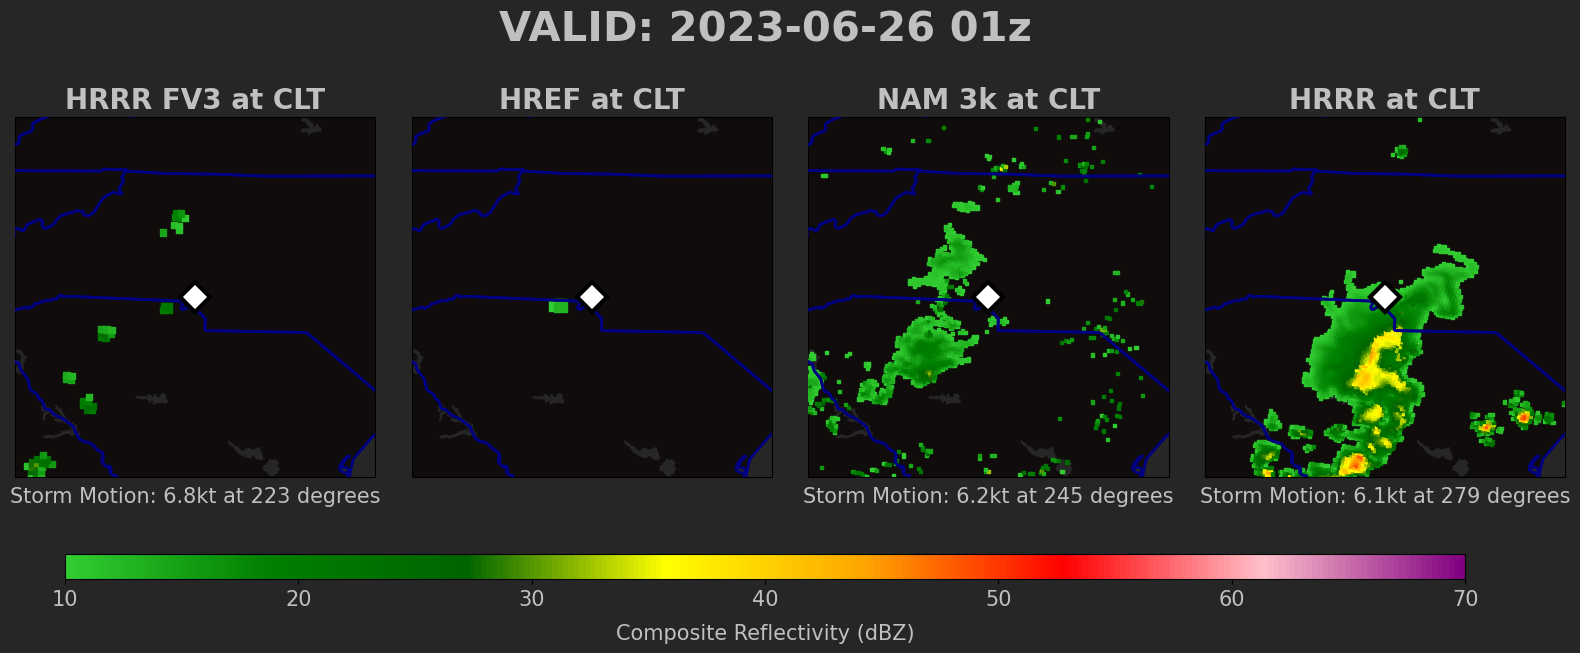 VALID: 2023-06-26 01z
HRRR FV3 at CLT
HREF at CLT
NAM 3k at CLT
HRRR at CLT
Storm Motion: 6.8kt at 223 degrees
Storm Motion: 6.2kt at 245 degrees
Storm Motion: 6.1kt at 279 degrees
10 20 30 40 50 60 70
Composite Reflectivity (dBZ)